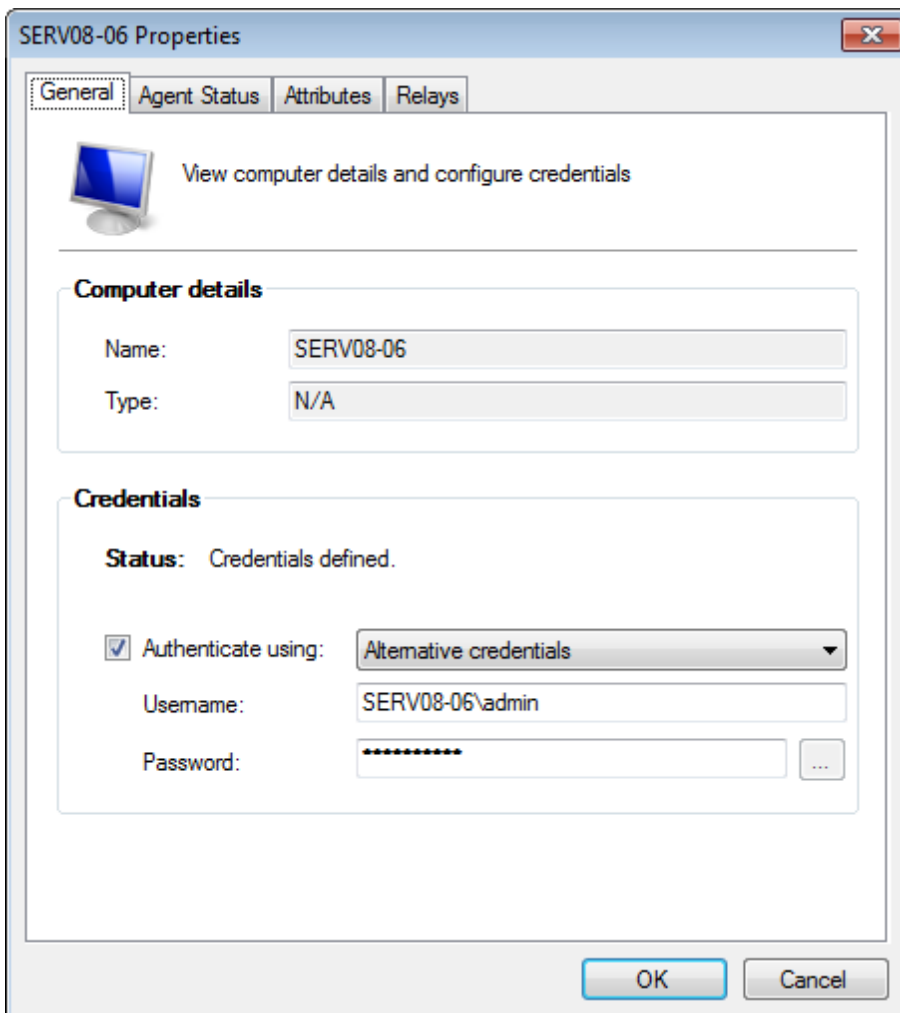 SERV08-06 Properties
General Agent Status Attributes Relays
View computer details and configure credentials
Computer details
Name: SERV08-06
Type: N/A
Credentials
Status: Credentials defined.
Authenticate using: Alternative credentials
Username: SERV08-06\admin
Password: **********
...
OK Cancel